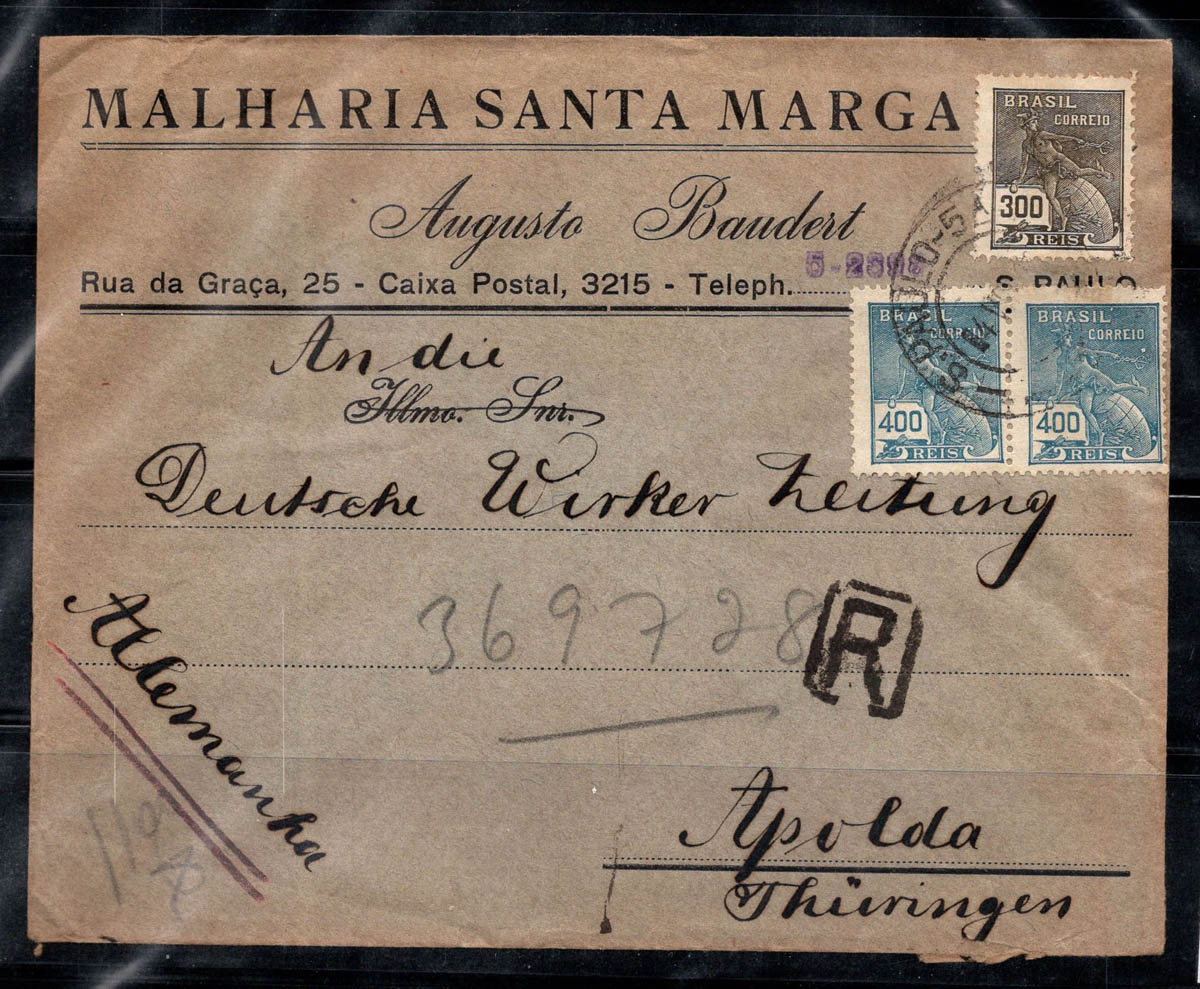 MALHARIA SANTA MARGA
BRASIL
CORREIO
300
REIS
Augusto Baudert
Rua da Graça, 25 - Caixa Postal, 3215 - Teleph. S. PAULO
S. PAULO-5
BRASIL
CORREIO
400
REIS
BRASIL
CORREIO
400
REIS
An die
Illmo. Snr.
Deutsche Wirker Zeitung
369728
R
Allemanha
Apolda
Thüringen